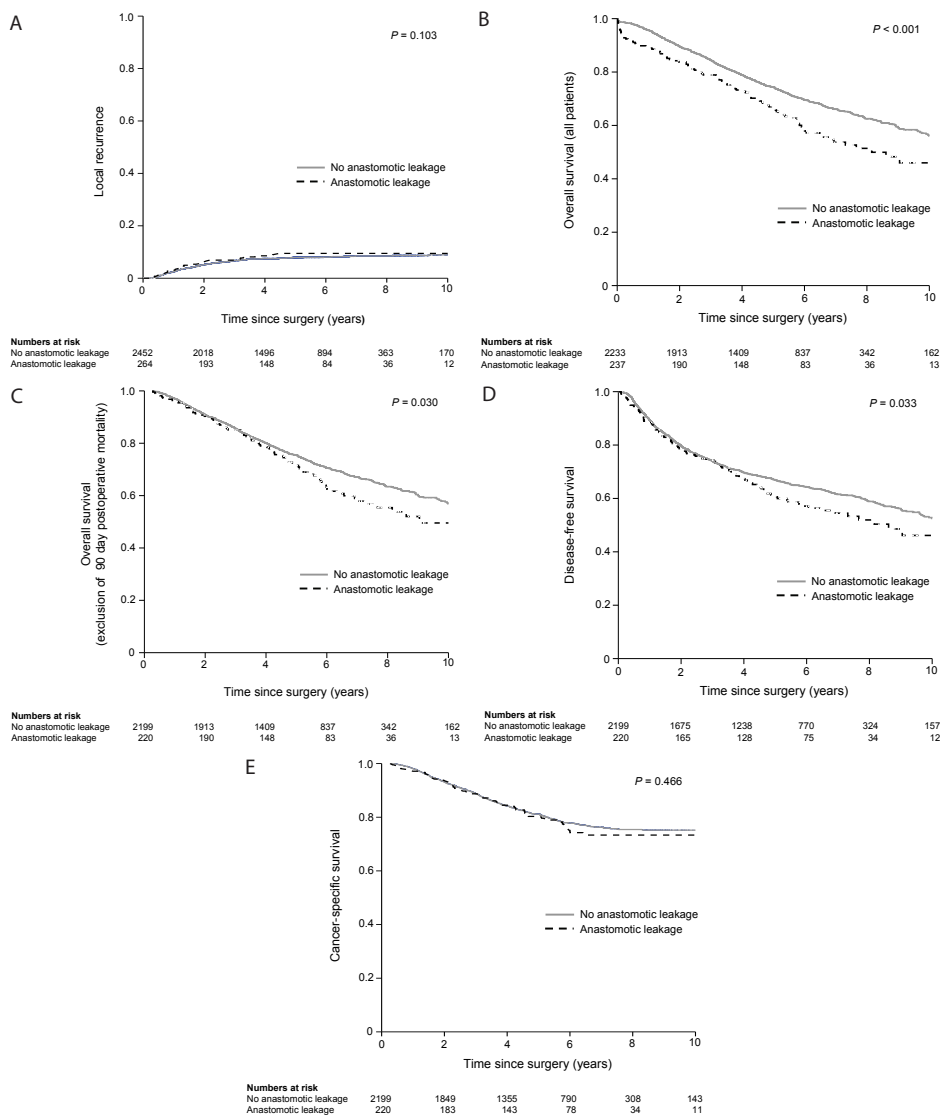 A
1.0
0.8
0.6
0.4
0.2
0
Local recurrence
P = 0.103
No anastomotic leakage
Anastomotic leakage
0 2 4 6 8 10
Time since surgery (years)
Numbers at risk
No anastomotic leakage 2452 2018 1496 894 363 170
Anastomotic leakage 264 193 148 84 36 12
B
1.0
0.8
0.6
0.4
0.2
0
Overall survival (all patients)
P < 0.001
No anastomotic leakage
Anastomotic leakage
0 2 4 6 8 10
Time since surgery (years)
Numbers at risk
No anastomotic leakage 2233 1913 1409 837 342 162
Anastomotic leakage 237 190 148 83 36 13
C
1.0
0.8
0.6
0.4
0.2
0
Overall survival
(exclusion of 90 day postoperative mortality)
P = 0.030
No anastomotic leakage
Anastomotic leakage
0 2 4 6 8 10
Time since surgery (years)
Numbers at risk
No anastomotic leakage 2199 1913 1409 837 342 162
Anastomotic leakage 220 190 148 83 36 13
D
1.0
0.8
0.6
0.4
0.2
0
Disease-free survival
P = 0.033
No anastomotic leakage
Anastomotic leakage
0 2 4 6 8 10
Time since surgery (years)
Numbers at risk
No anastomotic leakage 2199 1675 1238 770 324 157
Anastomotic leakage 220 165 128 75 34 12
E
1.0
0.8
0.6
0.4
0.2
0
Cancer-specific survival
P = 0.466
No anastomotic leakage
Anastomotic leakage
0 2 4 6 8 10
Time since surgery (years)
Numbers at risk
No anastomotic leakage 2199 1849 1355 790 308 143
Anastomotic leakage 220 183 143 78 34 11